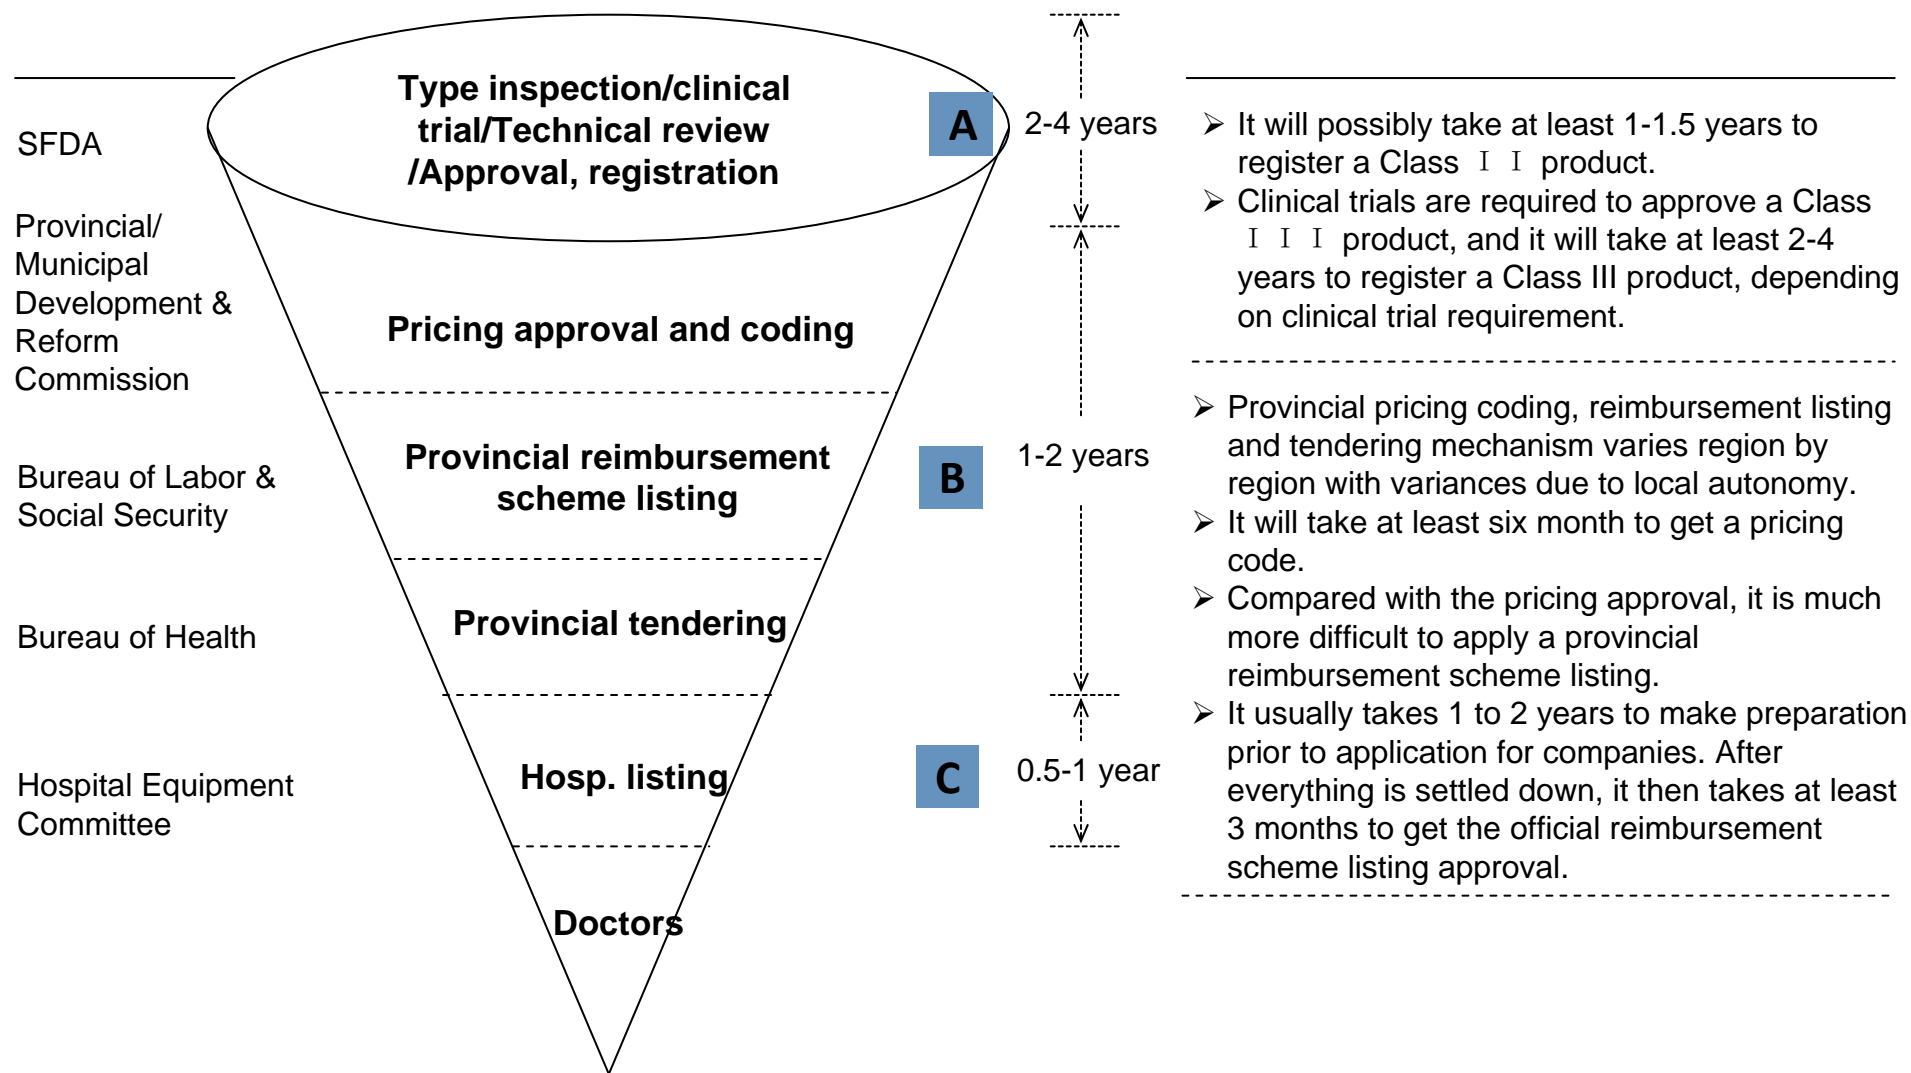 SFDA
Provincial/
Municipal
Development &
Reform
Commission
Bureau of Labor &
Social Security
Bureau of Health
Hospital Equipment
Committee
Type inspection/clinical
trial/Technical review
/Approval, registration
Pricing approval and coding
Provincial reimbursement
scheme listing
Provincial tendering
Hosp. listing
Doctors
A
2-4 years
B
1-2 years
C
0.5-1 year
➢ It will possibly take at least 1-1.5 years to
register a Class ⅠⅠ product.
➢ Clinical trials are required to approve a Class
ⅠⅠⅠ product, and it will take at least 2-4
years to register a Class III product, depending
on clinical trial requirement.
➢ Provincial pricing coding, reimbursement listing
and tendering mechanism varies region by
region with variances due to local autonomy.
➢ It will take at least six month to get a pricing
code.
➢ Compared with the pricing approval, it is much
more difficult to apply a provincial
reimbursement scheme listing.
➢ It usually takes 1 to 2 years to make preparation
prior to application for companies. After
everything is settled down, it then takes at least
3 months to get the official reimbursement
scheme listing approval.